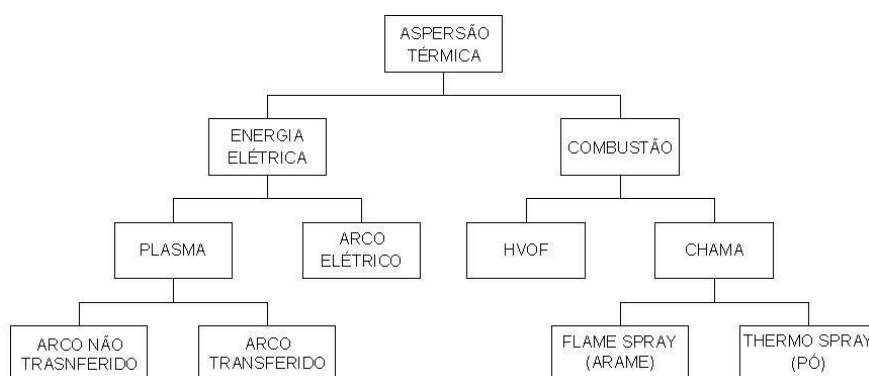 ASPERSÃO
TÉRMICA
ENERGIA
ELÉTRICA
COMBUSTÃO
PLASMA
ARCO
ELÉTRICO
HVOF
CHAMA
ARCO NÃO
TRASNFERIDO
ARCO
TRANSFERIDO
FLAME SPRAY
(ARAME)
THERMO SPRAY
(PÓ)